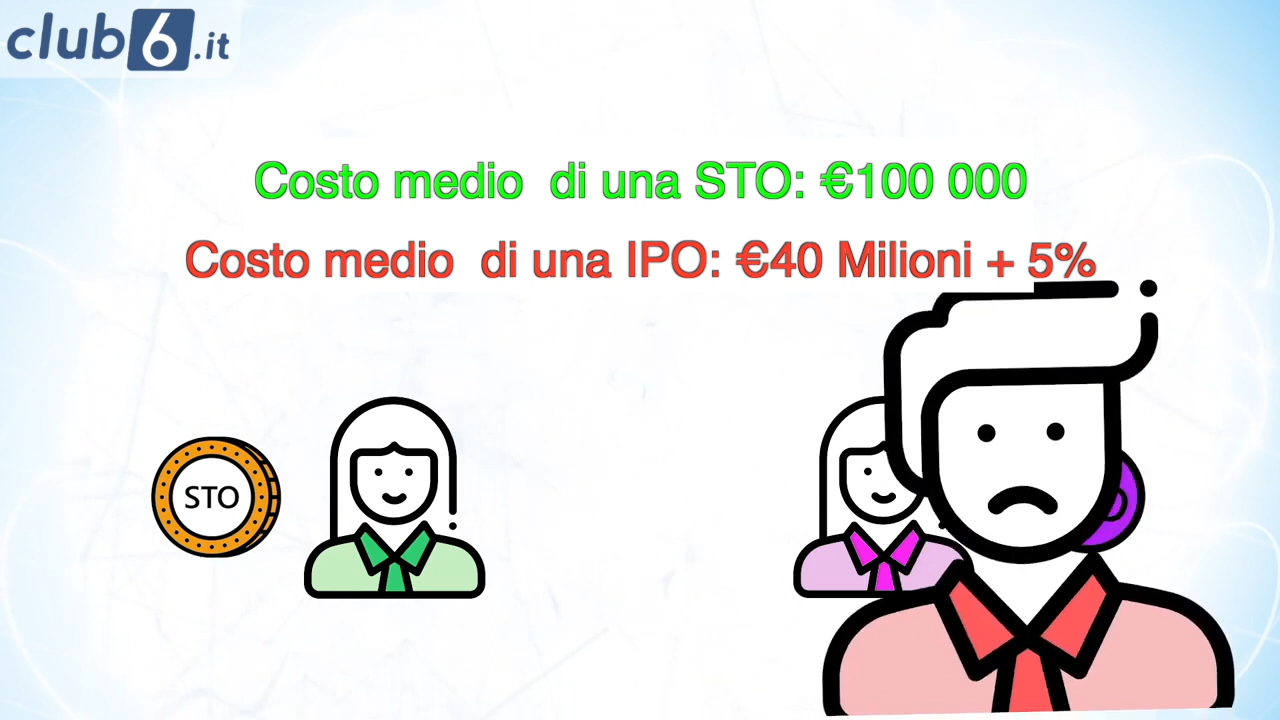 club6.it
Costo medio  di una STO: €100 000
Costo medio  di una IPO: €40 Milioni + 5%
STO